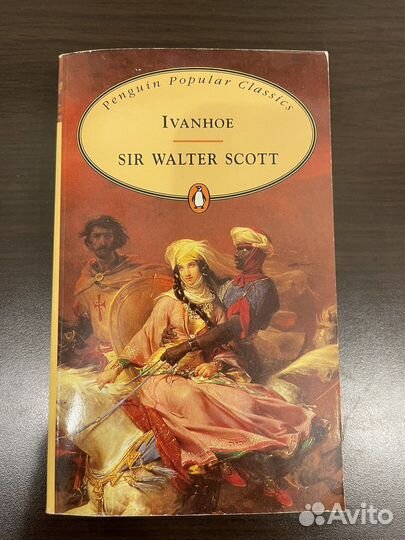 Penguin Popular Classics
IVANHOE
SIR WALTER SCOTT
Avito